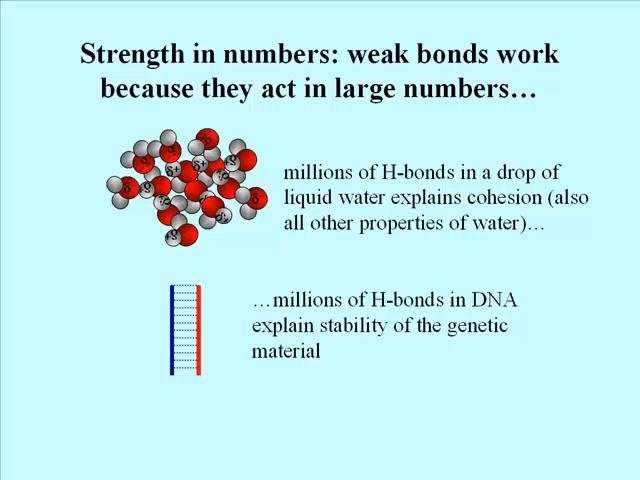 Strength in numbers: weak bonds work
because they act in large numbers…
millions of H-bonds in a drop of
liquid water explains cohesion (also
all other properties of water)…
…millions of H-bonds in DNA
explain stability of the genetic
material